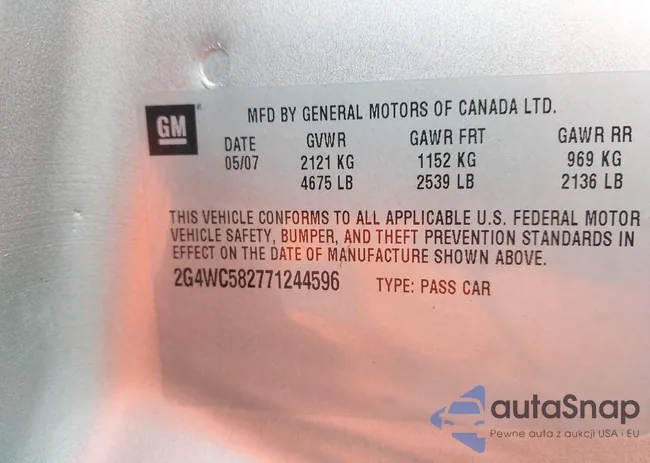 GM
MFD BY GENERAL MOTORS OF CANADA LTD.
DATE GVWR GAWR FRT GAWR RR
05/07 2121 KG 1152 KG 969 KG
4675 LB 2539 LB 2136 LB
THIS VEHICLE CONFORMS TO ALL APPLICABLE U.S. FEDERAL MOTOR
VEHICLE SAFETY, BUMPER, AND THEFT PREVENTION STANDARDS IN
EFFECT ON THE DATE OF MANUFACTURE SHOWN ABOVE.
2G4WC582771244596 TYPE: PASS CAR
autaSnap
Pewne auta z aukcji USA i EU